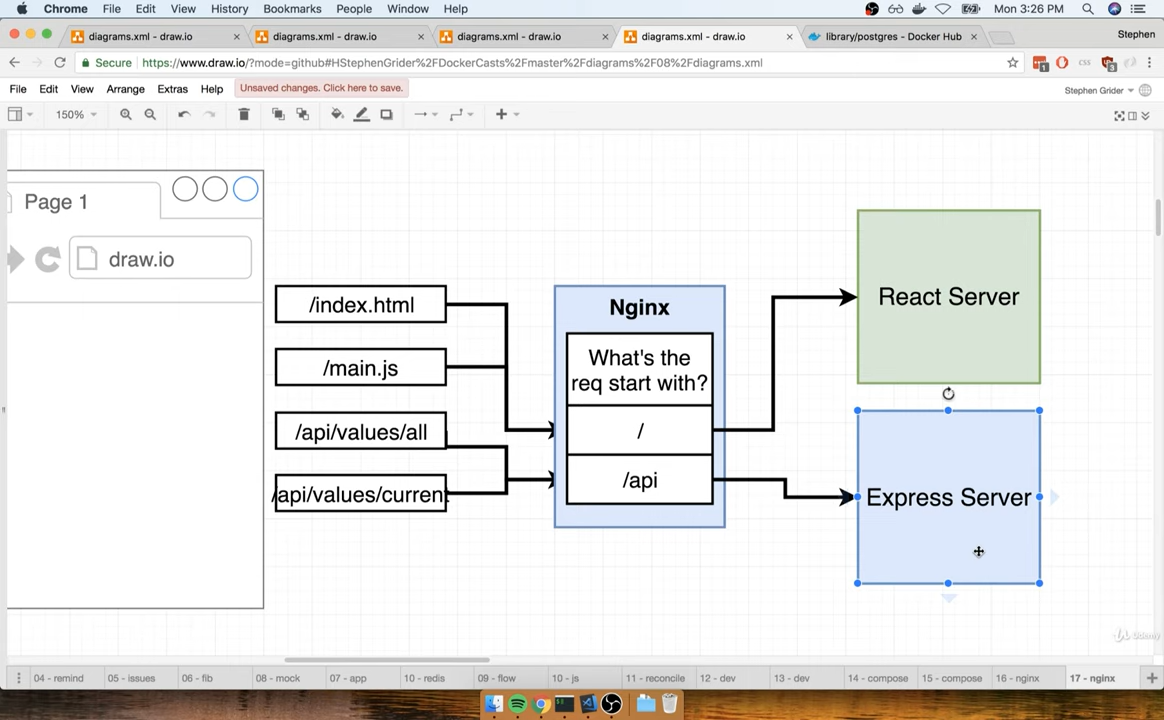 Chrome File Edit View History Bookmarks People Window Help Mon 3:26 PM
diagrams.xml - draw.io diagrams.xml - draw.io diagrams.xml - draw.io diagrams.xml - draw.io library/postgres - Docker Hub Stephen
Secure https://www.draw.io/?mode=github#HStephenGrider%2FDockerCasts%2Fmaster%2Fdiagrams%2F08%2Fdiagrams.xml
File Edit View Arrange Extras Help Unsaved changes. Click here to save. Stephen Grider
150%
Page 1
draw.io
/index.html
/main.js
/api/values/all
/api/values/current
Nginx
What's the
req start with?
/
/api
React Server
Express Server
Udemy
04 - remind 05 - issues 06 - fib 08 - mock 07 - app 10 - redis 09 - flow 10 - js 11 - reconcile 12 - dev 13 - dev 14 - compose 15 - compose 16 - nginx 17 - nginx